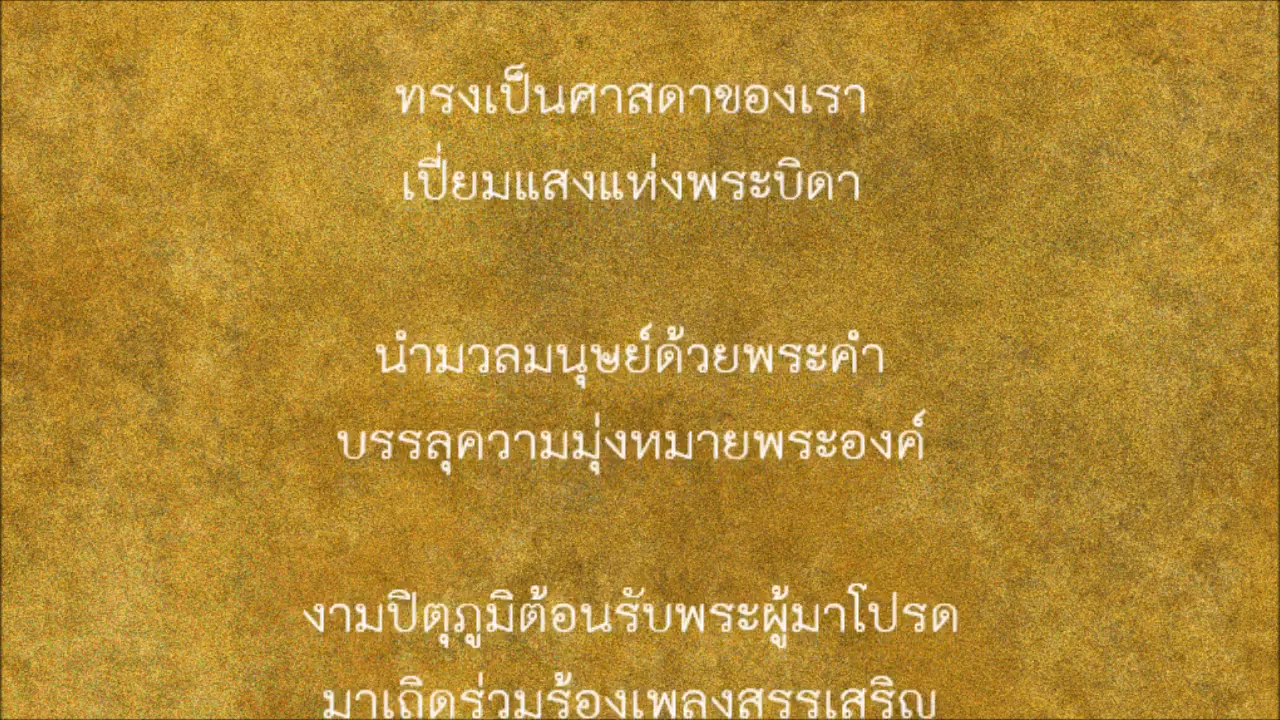 ทรงเป็นศาสดาของเรา
เปี่ยมแสงแห่งพระบิดา
นำมวลมนุษย์ด้วยพระคำ
บรรลุความมุ่งหมายพระองค์
งามปิตุภูมิต้อนรับพระผู้มาโปรด
มาเถิดร่วมร้องเพลงสรรเสริญ